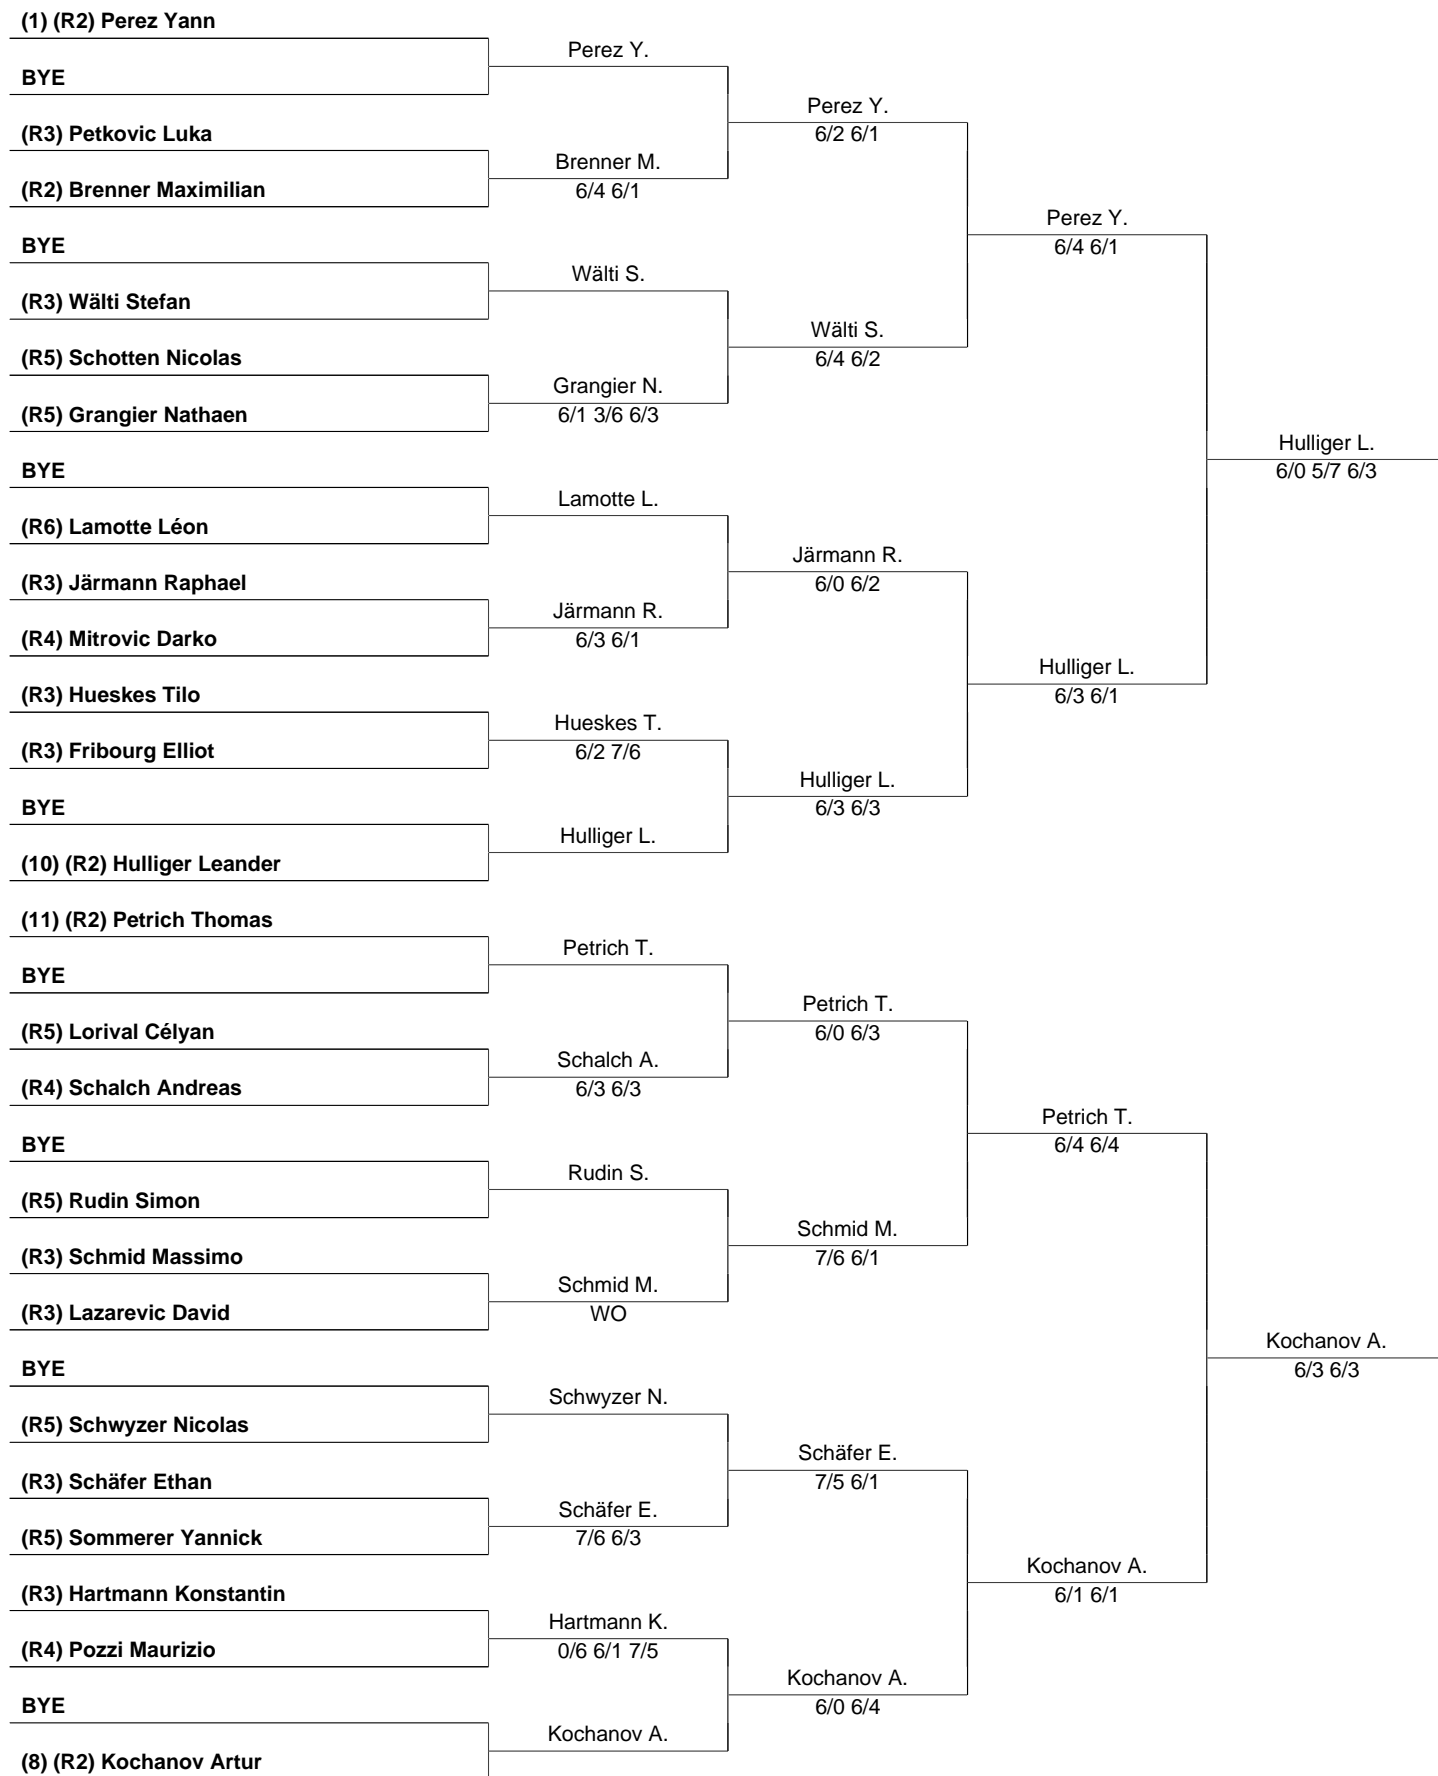 (1) (R2) Perez Yann
Perez Y.
BYE
Perez Y.
6/2 6/1
(R3) Petkovic Luka
Brenner M.
6/4 6/1
(R2) Brenner Maximilian
Perez Y.
6/4 6/1
BYE
Wälti S.
(R3) Wälti Stefan
Wälti S.
6/4 6/2
(R5) Schotten Nicolas
Grangier N.
6/1 3/6 6/3
(R5) Grangier Nathaen
Hulliger L.
6/0 5/7 6/3
BYE
Lamotte L.
(R6) Lamotte Léon
Järmann R.
6/0 6/2
(R3) Järmann Raphael
Järmann R.
6/3 6/1
(R4) Mitrovic Darko
Hulliger L.
6/3 6/1
(R3) Hueskes Tilo
Hueskes T.
6/2 7/6
(R3) Fribourg Elliot
Hulliger L.
6/3 6/3
BYE
Hulliger L.
(10) (R2) Hulliger Leander
(11) (R2) Petrich Thomas
Petrich T.
BYE
Petrich T.
6/0 6/3
(R5) Lorival Célyan
Schalch A.
6/3 6/3
(R4) Schalch Andreas
Petrich T.
6/4 6/4
BYE
Rudin S.
(R5) Rudin Simon
Schmid M.
7/6 6/1
(R3) Schmid Massimo
Schmid M.
WO
(R3) Lazarevic David
Kochanov A.
6/3 6/3
BYE
Schwyzer N.
(R5) Schwyzer Nicolas
Schäfer E.
7/5 6/1
(R3) Schäfer Ethan
Schäfer E.
7/6 6/3
(R5) Sommerer Yannick
Kochanov A.
6/1 6/1
(R3) Hartmann Konstantin
Hartmann K.
0/6 6/1 7/5
(R4) Pozzi Maurizio
Kochanov A.
6/0 6/4
BYE
Kochanov A.
(8) (R2) Kochanov Artur